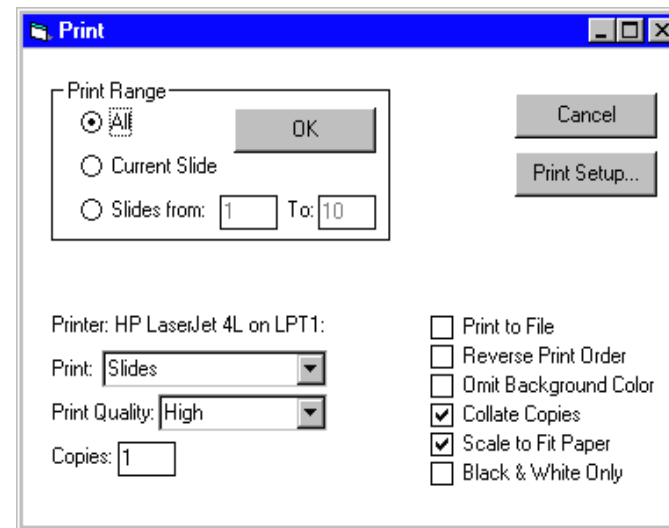 Print
Print Range
All
OK
Cancel
Current Slide
Print Setup...
Slides from: 1 To: 10
Printer: HP LaserJet 4L on LPT1:
Print to File
Reverse Print Order
Print: Slides
Omit Background Color
Print Quality: High
Collate Copies
Scale to Fit Paper
Copies: 1
Black & White Only